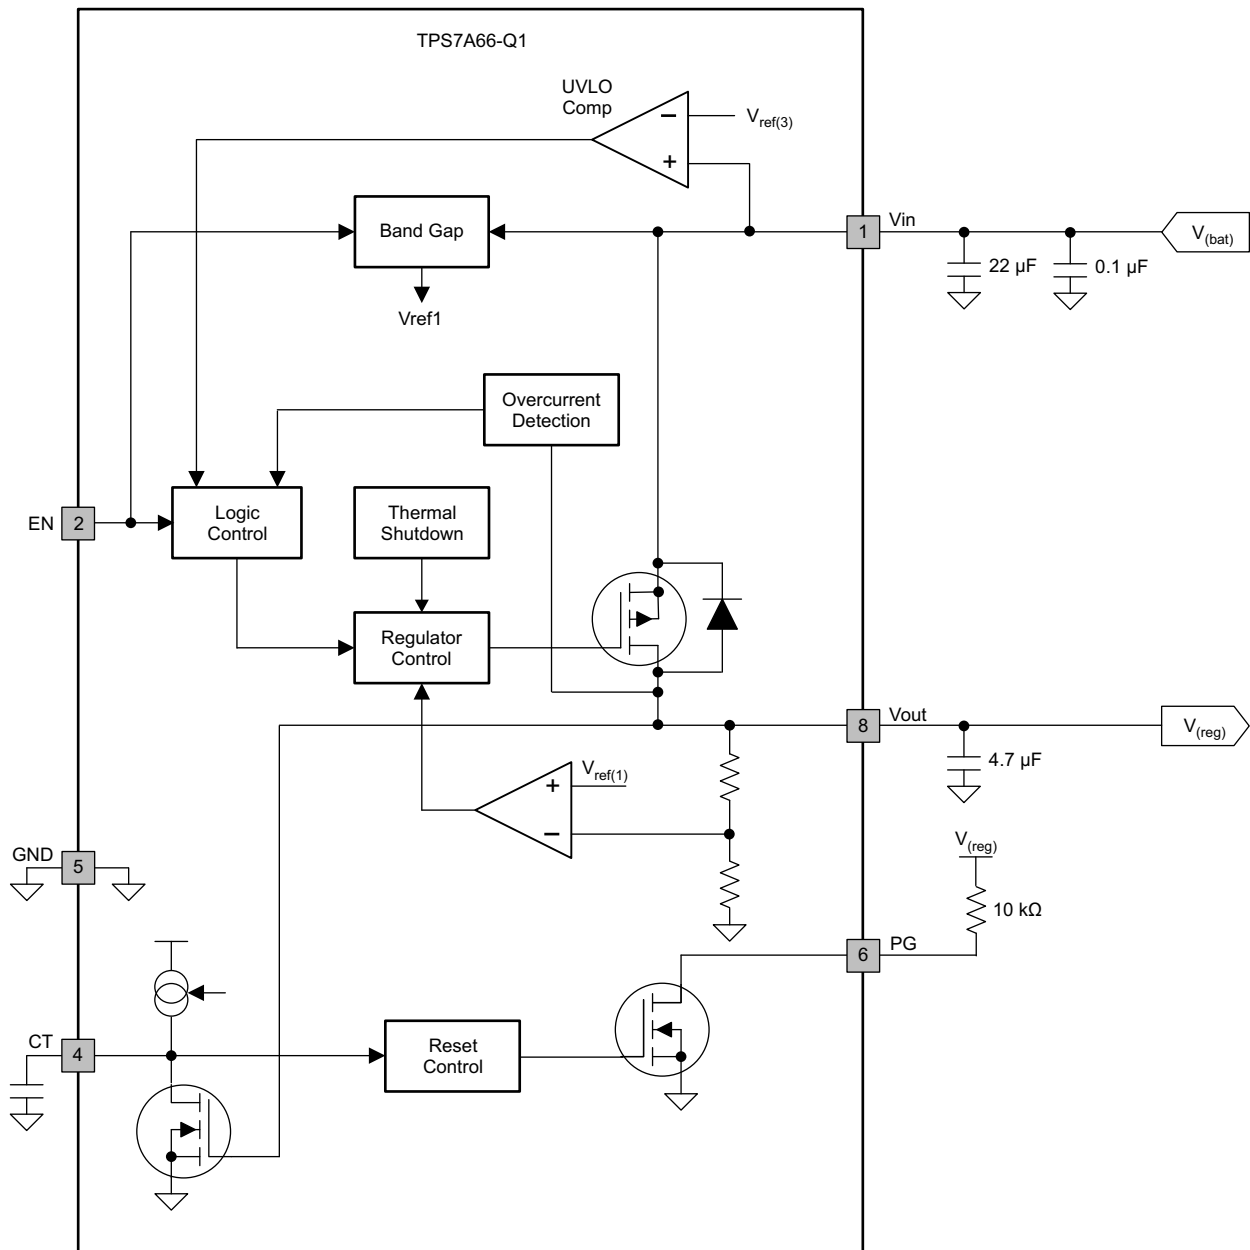 TPS7A66-Q1
UVLO
Comp
−
+
V_ref(3)
Band Gap
Vref1
1
Vin
22 µF
0.1 µF
V_(bat)
Overcurrent
Detection
EN
2
Logic
Control
Thermal
Shutdown
Regulator
Control
8
Vout
V_(reg)
4.7 µF
+
−
V_ref(1)
GND
5
V_(reg)
10 kΩ
6
PG
CT
4
Reset
Control